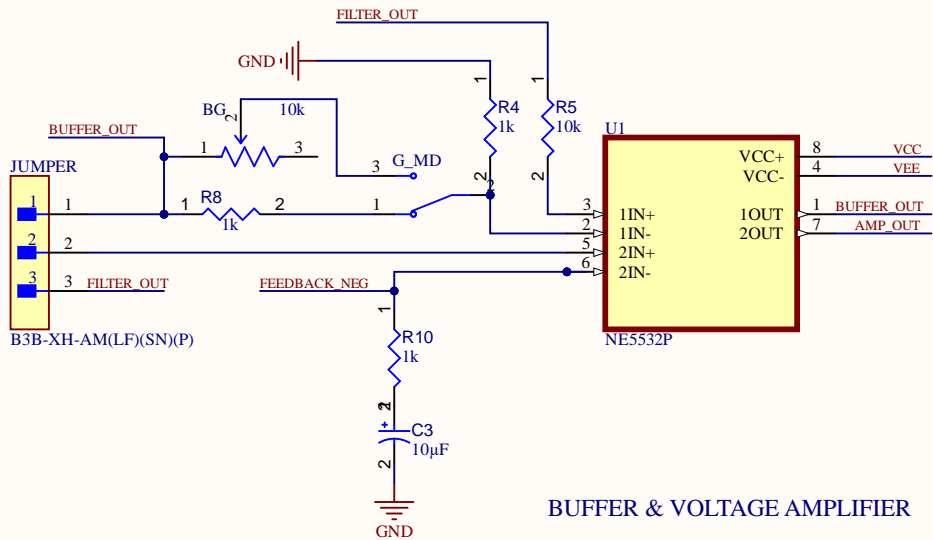 FILTER_OUT
GND
1
1
R4
1k
R5
10k
2
2
BG
10k
2
1
3
BUFFER_OUT
3
G_MD
2
1
R8
1k
1
2
JUMPER
1
1
2
2
3
3
FILTER_OUT
B3B-XH-AM(LF)(SN)(P)
FEEDBACK_NEG
U1
VCC+
8
VCC
VCC-
4
VEE
3
1IN+
1OUT
1
BUFFER_OUT
2
1IN-
2OUT
7
AMP_OUT
5
2IN+
6
2IN-
NE5532P
1
R10
1k
2
1
C3
10µF
2
GND
BUFFER & VOLTAGE AMPLIFIER